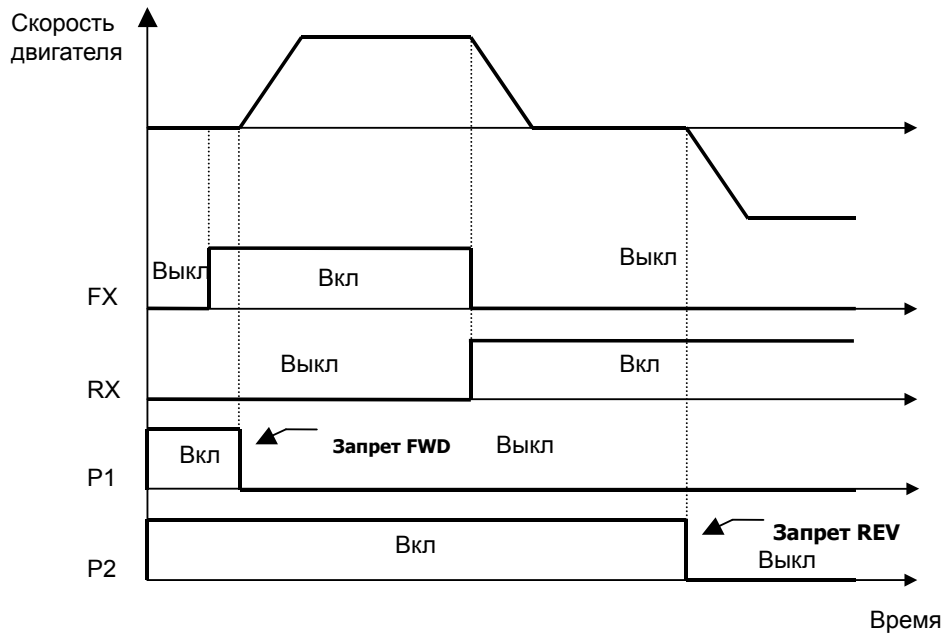 Скорость
двигателя
Выкл
Вкл
Выкл
FX
Выкл
Вкл
RX
Вкл
Запрет FWD
Выкл
P1
Вкл
Запрет REV
Выкл
P2
Время